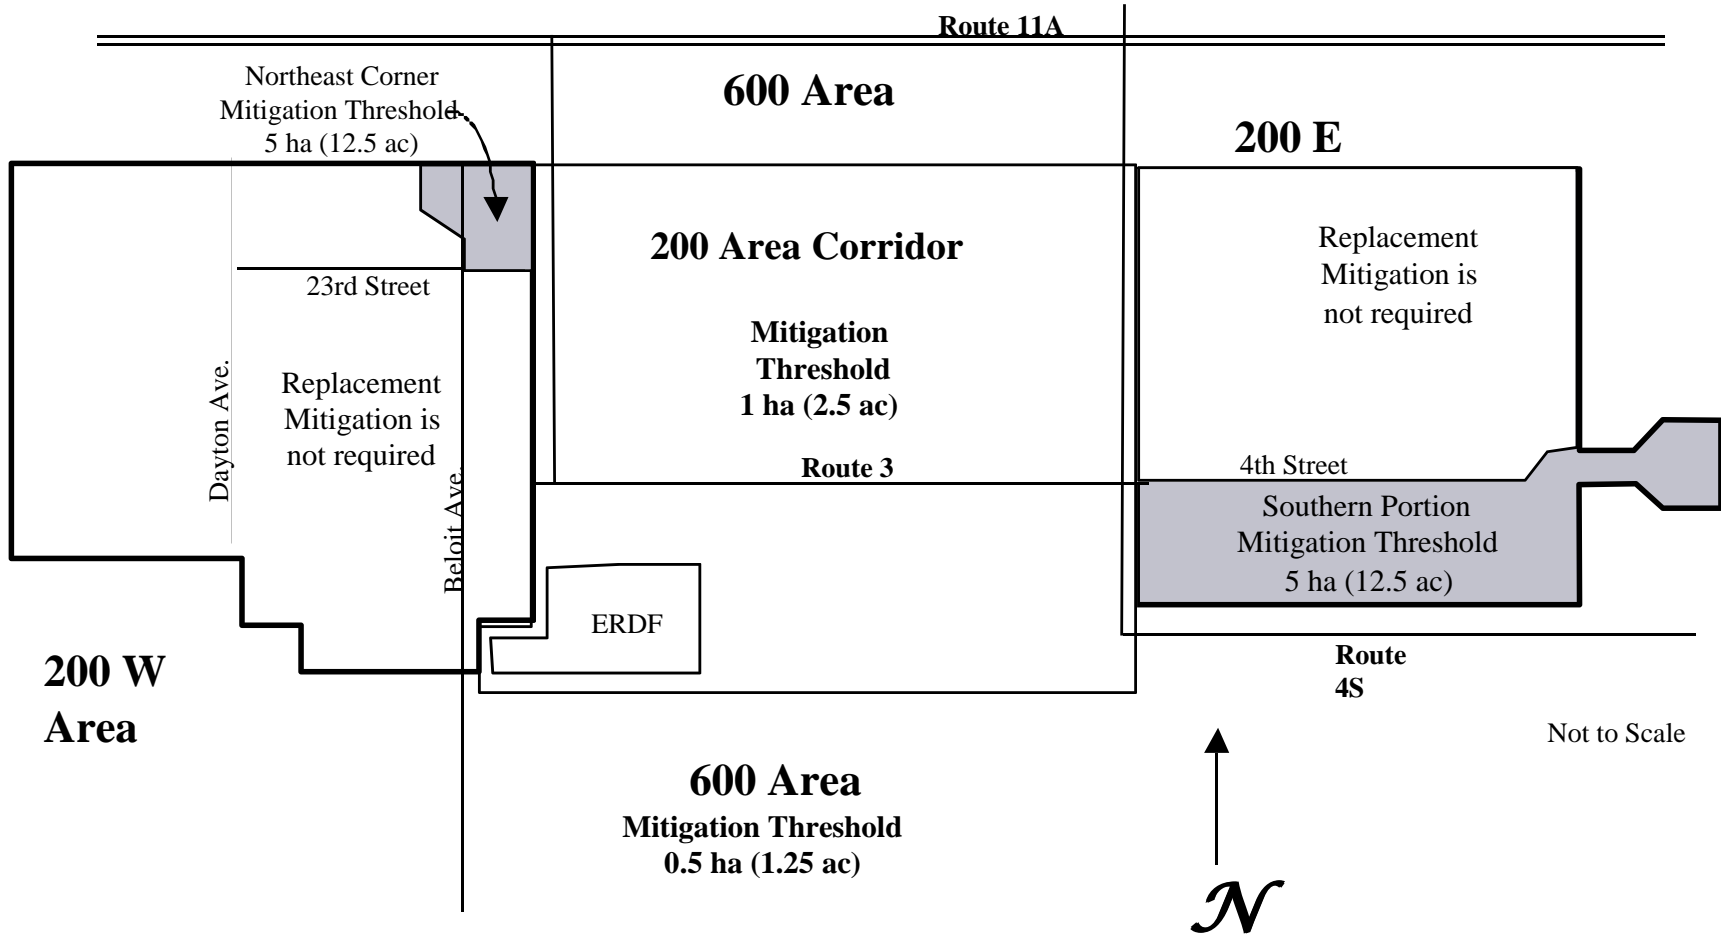 Route 11A
Northeast Corner
Mitigation Threshold
5 ha (12.5 ac)
600 Area
200 E
200 Area Corridor
Replacement
Mitigation is
not required
23rd Street
Mitigation
Threshold
1 ha (2.5 ac)
Dayton Ave.
Replacement
Mitigation is
not required
Beloit Ave.
Route 3
4th Street
Southern Portion
Mitigation Threshold
5 ha (12.5 ac)
ERDF
200 W
Area
Route
4S
Not to Scale
600 Area
Mitigation Threshold
0.5 ha (1.25 ac)
N